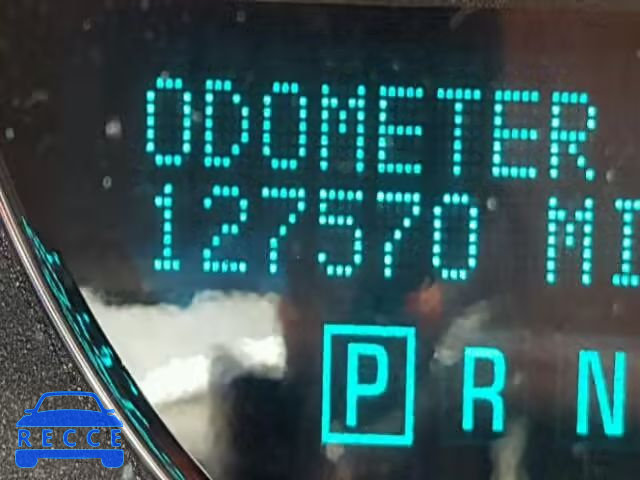 ODOMETER
127570 MI
P R N
RECCE